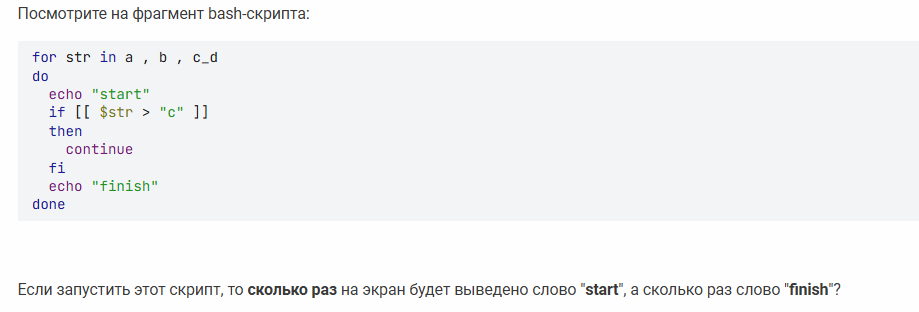 Посмотрите на фрагмент bash-скрипта:
for str in a , b , c_d
do
  echo "start"
  if [[ $str > "c" ]]
  then
    continue
  fi
  echo "finish"
done
Если запустить этот скрипт, то сколько раз на экран будет выведено слово "start", а сколько раз слово "finish"?